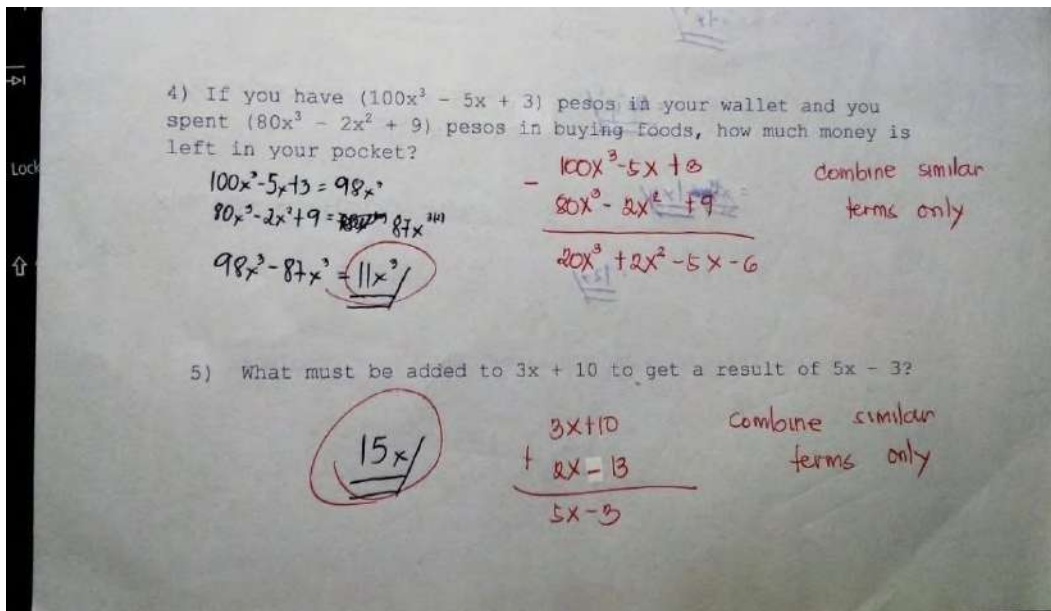 Lock
4) If you have (100x³ - 5x + 3) pesos in your wallet and you
spent (80x³ - 2x² + 9) pesos in buying foods, how much money is
left in your pocket?
100x³-5x+3 = 98x³
80x³-2x²+9 = 87x
98x³-87x³ = 11x³
100x³-5x+3
- 80x³-2x²+9
20x³+2x²-5x-6
combine similar
terms only
5) What must be added to 3x + 10 to get a result of 5x - 3?
15x
3x+10
+ 2x-13
5x-3
combine similar
terms only